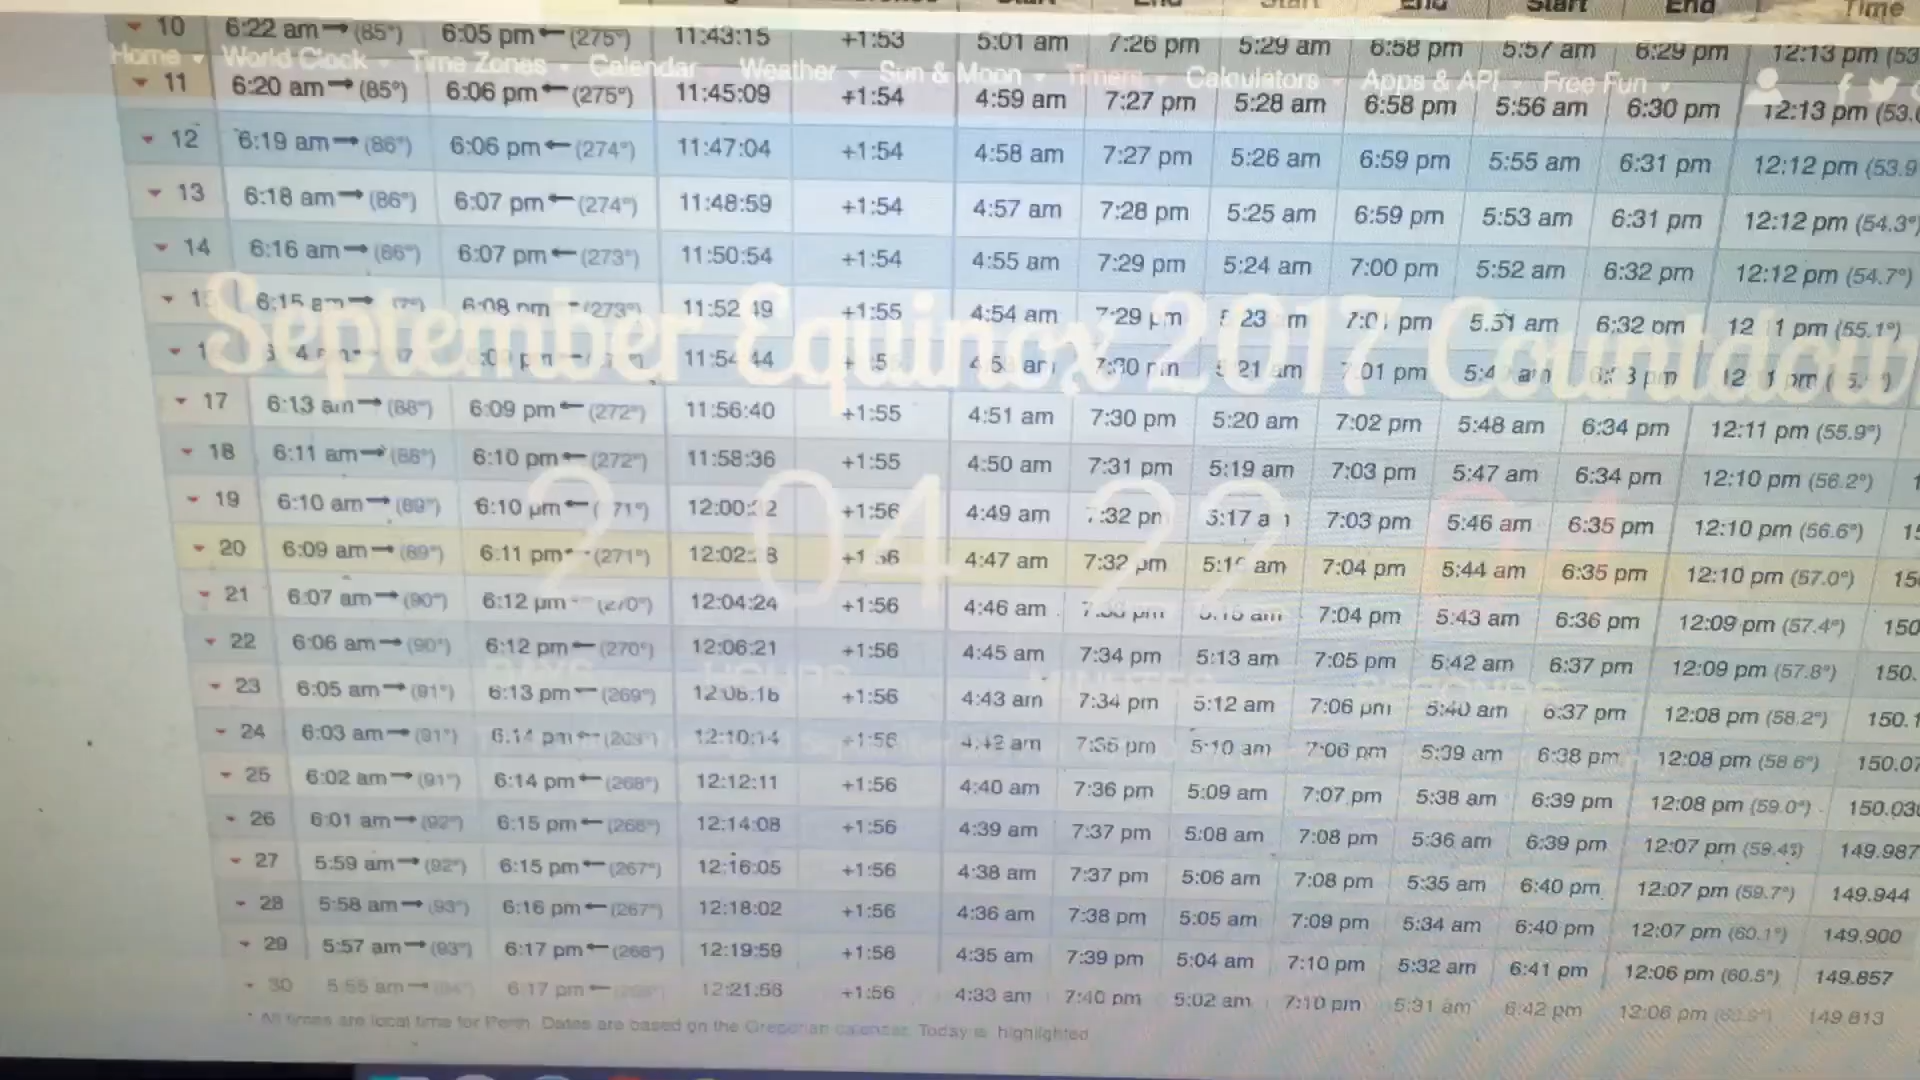 Start End Start End Start End Time
10 6:22 am (85°) 6:05 pm (275°) 11:43:15 +1:53 5:01 am 7:26 pm 5:29 am 6:58 pm 5:57 am 6:29 pm 12:13 pm (53
Home World Clock Time Zones Calendar Weather Sun & Moon Timers Calculators Apps & API Free Fun
11 6:20 am (85°) 6:06 pm (275°) 11:45:09 +1:54 4:59 am 7:27 pm 5:28 am 6:58 pm 5:56 am 6:30 pm 12:13 pm (53.
12 6:19 am (86°) 6:06 pm (274°) 11:47:04 +1:54 4:58 am 7:27 pm 5:26 am 6:59 pm 5:55 am 6:31 pm 12:12 pm (53.9
13 6:18 am (86°) 6:07 pm (274°) 11:48:59 +1:54 4:57 am 7:28 pm 5:25 am 6:59 pm 5:53 am 6:31 pm 12:12 pm (54.3°)
14 6:16 am (86°) 6:07 pm (273°) 11:50:54 +1:54 4:55 am 7:29 pm 5:24 am 7:00 pm 5:52 am 6:32 pm 12:12 pm (54.7°)
6:15 am 6:08 pm (273°) 11:52:49 +1:55 4:54 am 7:29 pm 5:23 am 7:01 pm 5:51 am 6:32 pm 12:11 pm (55.1°)
September Equinox 2017 Countdown
11:54:44 7:30 pm 5:21 am 7:01 pm
17 6:13 am (88°) 6:09 pm (272°) 11:56:40 +1:55 4:51 am 7:30 pm 5:20 am 7:02 pm 5:48 am 6:34 pm 12:11 pm (55.9°)
18 6:11 am (88°) 6:10 pm (272°) 11:58:36 +1:55 4:50 am 7:31 pm 5:19 am 7:03 pm 5:47 am 6:34 pm 12:10 pm (56.2°)
19 6:10 am (89°) 6:10 pm 4:49 am 7:32 pm 5:17 am 7:03 pm 5:46 am 6:35 pm 12:10 pm (56.6°)
+1:56
2 04 22
20 6:09 am (89°) 6:11 pm (271°) +1:56 4:47 am 7:32 pm 7:04 pm 5:44 am 6:35 pm 12:10 pm (57.0°)
21 6:07 am (90°) 6:12 pm (270°) 12:04:24 +1:56 4:46 am 7:04 pm 5:43 am 6:36 pm 12:09 pm (57.4°) 150
22 6:06 am (90°) 6:12 pm (270°) 12:06:21 +1:56 4:45 am 7:34 pm 5:13 am 7:05 pm 5:42 am 6:37 pm 12:09 pm (57.8°) 150.
DAYS HOURS MINUTES SECONDS
23 6:05 am (91°) 6:13 pm (269°) +1:56 4:43 am 7:34 pm 5:12 am 7:06 pm 5:40 am 6:37 pm 12:08 pm (58.2°) 150.1
24 6:03 am (91°) 6:14 pm 12:10:14 +1:56 4:42 am 5:10 am 7:06 pm 5:39 am 6:38 pm 12:08 pm (58.6°) 150.07
25 6:02 am (91°) 6:14 pm (268°) 12:12:11 +1:56 4:40 am 7:36 pm 5:09 am 7:07 pm 5:38 am 6:39 pm 12:08 pm (59.0°) 150.030
26 6:01 am (92°) 6:15 pm (268°) 12:14:08 +1:56 4:39 am 7:37 pm 5:08 am 7:08 pm 5:36 am 6:39 pm 12:07 pm (59.4°) 149.987
27 5:59 am (92°) 6:15 pm (267°) 12:16:05 +1:56 4:38 am 7:37 pm 5:06 am 7:08 pm 5:35 am 6:40 pm 12:07 pm (59.7°) 149.944
28 5:58 am (93°) 6:16 pm (267°) 12:18:02 +1:56 4:36 am 7:38 pm 5:05 am 7:09 pm 5:34 am 6:40 pm 12:07 pm (60.1°) 149.900
29 5:57 am (93°) 6:17 pm (266°) 12:19:59 +1:56 4:35 am 7:39 pm 5:04 am 7:10 pm 5:32 am 6:41 pm 12:06 pm (60.5°) 149.857
30 5:55 am 6:17 pm 12:21:56 +1:56 4:33 am 7:40 pm 5:02 am 7:10 pm 5:31 am 6:42 pm 12:06 pm 149.813
* All times are local time for Perth. Dates are based on the Gregorian calendar. Today is highlighted.